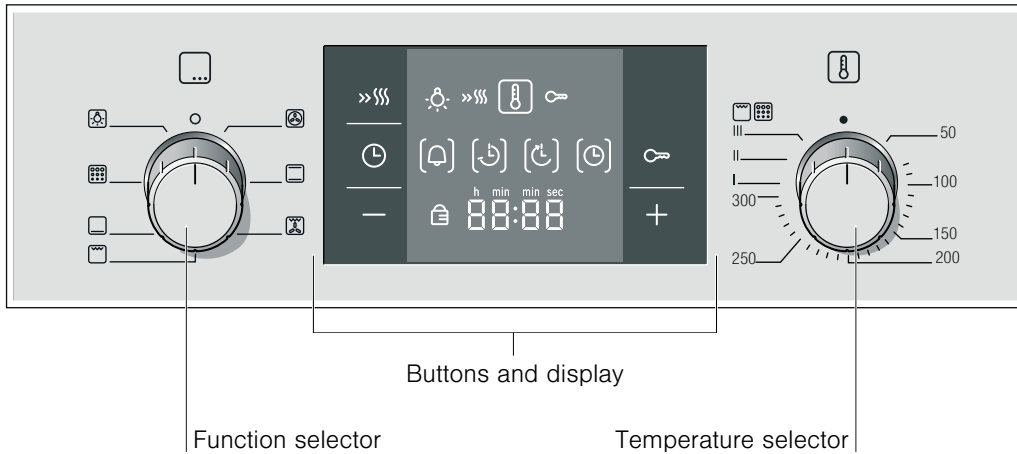 III
II
I
300
250
50
100
150
200
h min min sec
88:88
Buttons and display
Function selector
Temperature selector